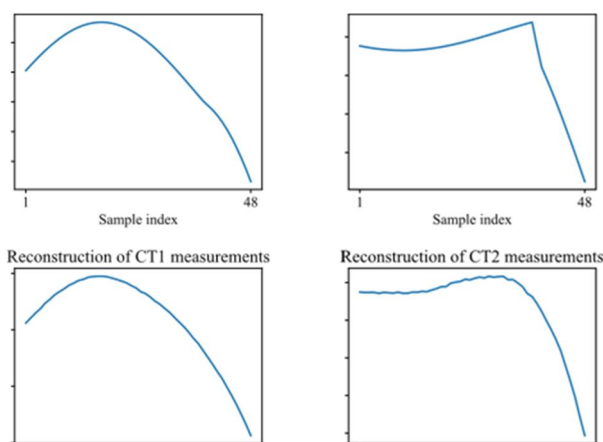 1 48 1 48
Sample index Sample index
Reconstruction of CT1 measurements Reconstruction of CT2 measurements